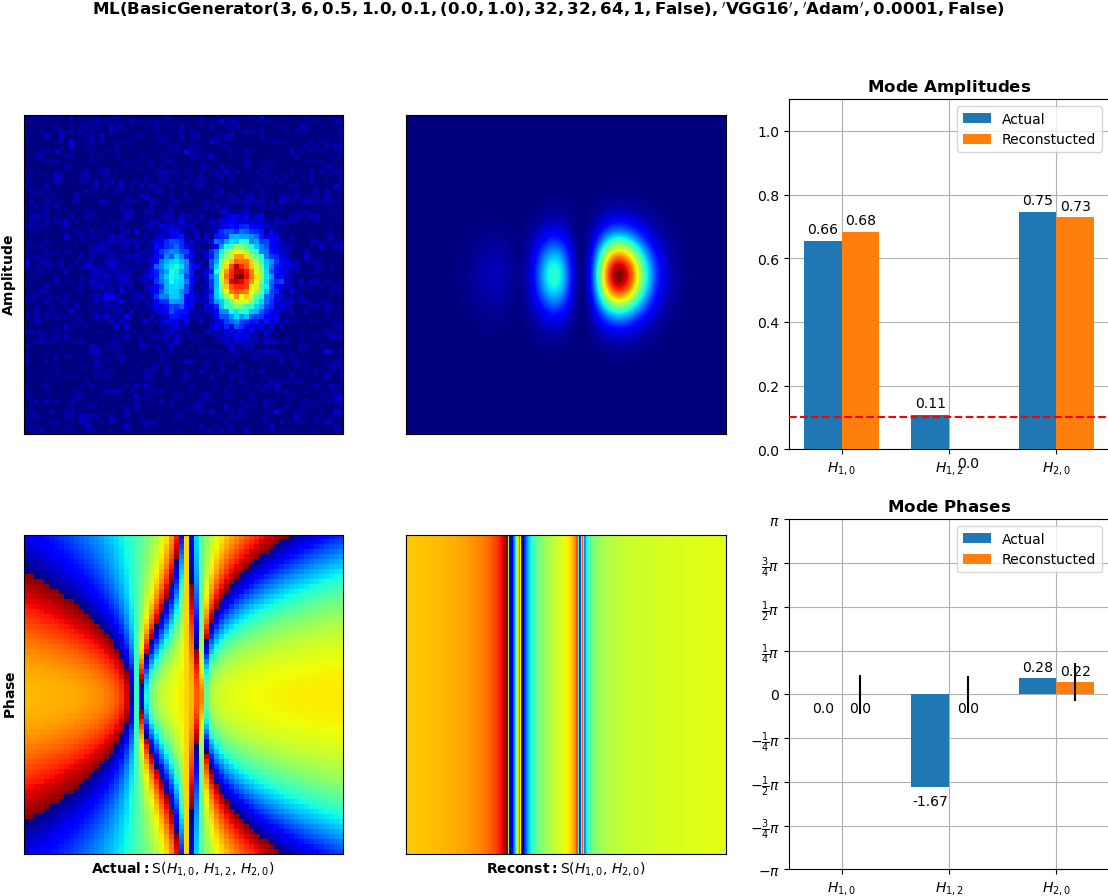 ML(BasicGenerator(3, 6, 0.5, 1.0, 0.1, (0.0, 1.0), 32, 32, 64, 1, False), ′VGG16′, ′Adam′, 0.0001, False)
Amplitude
Mode Amplitudes
Actual
Reconstucted
1.0
0.8
0.6
0.4
0.2
0.0
0.66
0.68
0.11
0.0
0.75
0.73
H1,0
H1,2
H2,0
Phase
Actual: S(H1,0, H1,2, H2,0)
Reconst: S(H1,0, H2,0)
Mode Phases
Actual
Reconstucted
π
3/4π
1/2π
1/4π
0
−1/4π
−1/2π
−3/4π
−π
0.0
0.0
-1.67
0.0
0.28
0.22
H1,0
H1,2
H2,0